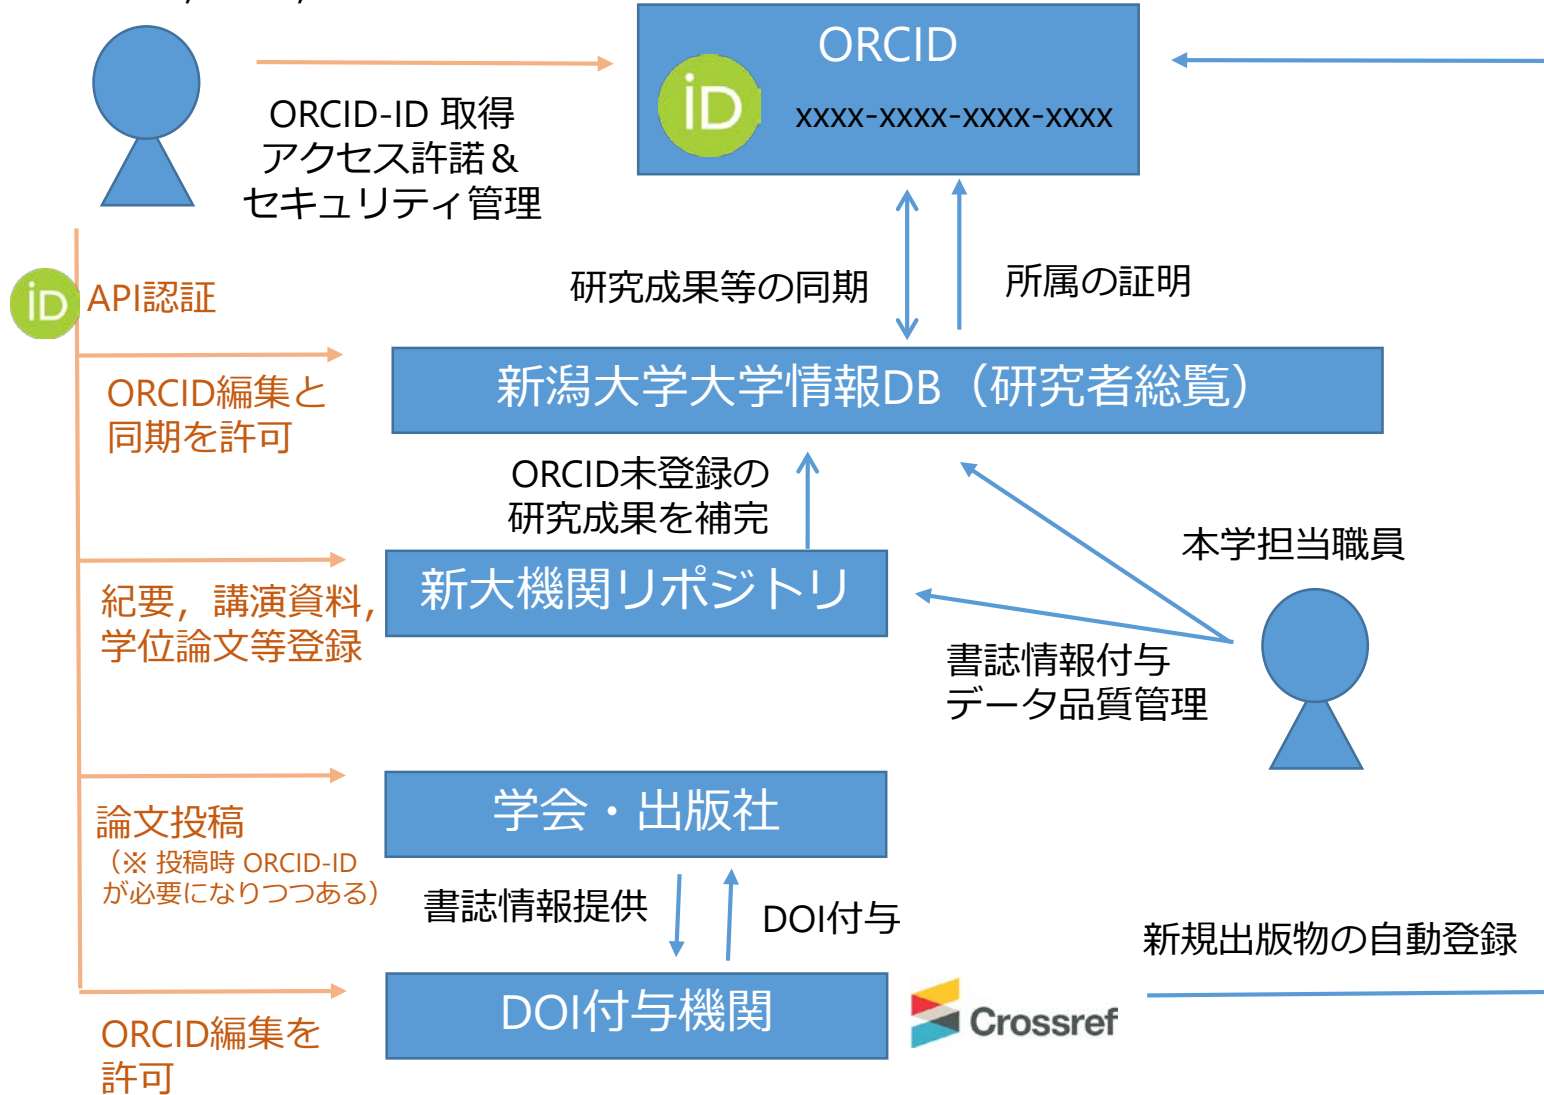 ORCID
iD
xxxx-xxxx-xxxx-xxxx
ORCID-ID 取得
アクセス許諾＆
セキュリティ管理
iD
API認証
研究成果等の同期
所属の証明
新潟大学大学情報DB（研究者総覧）
ORCID編集と
同期を許可
ORCID未登録の
研究成果を補完
本学担当職員
新大機関リポジトリ
紀要，講演資料，
学位論文等登録
書誌情報付与
データ品質管理
学会・出版社
論文投稿
（※ 投稿時 ORCID-ID
が必要になりつつある）
書誌情報提供
DOI付与
新規出版物の自動登録
DOI付与機関
Crossref
ORCID編集を
許可